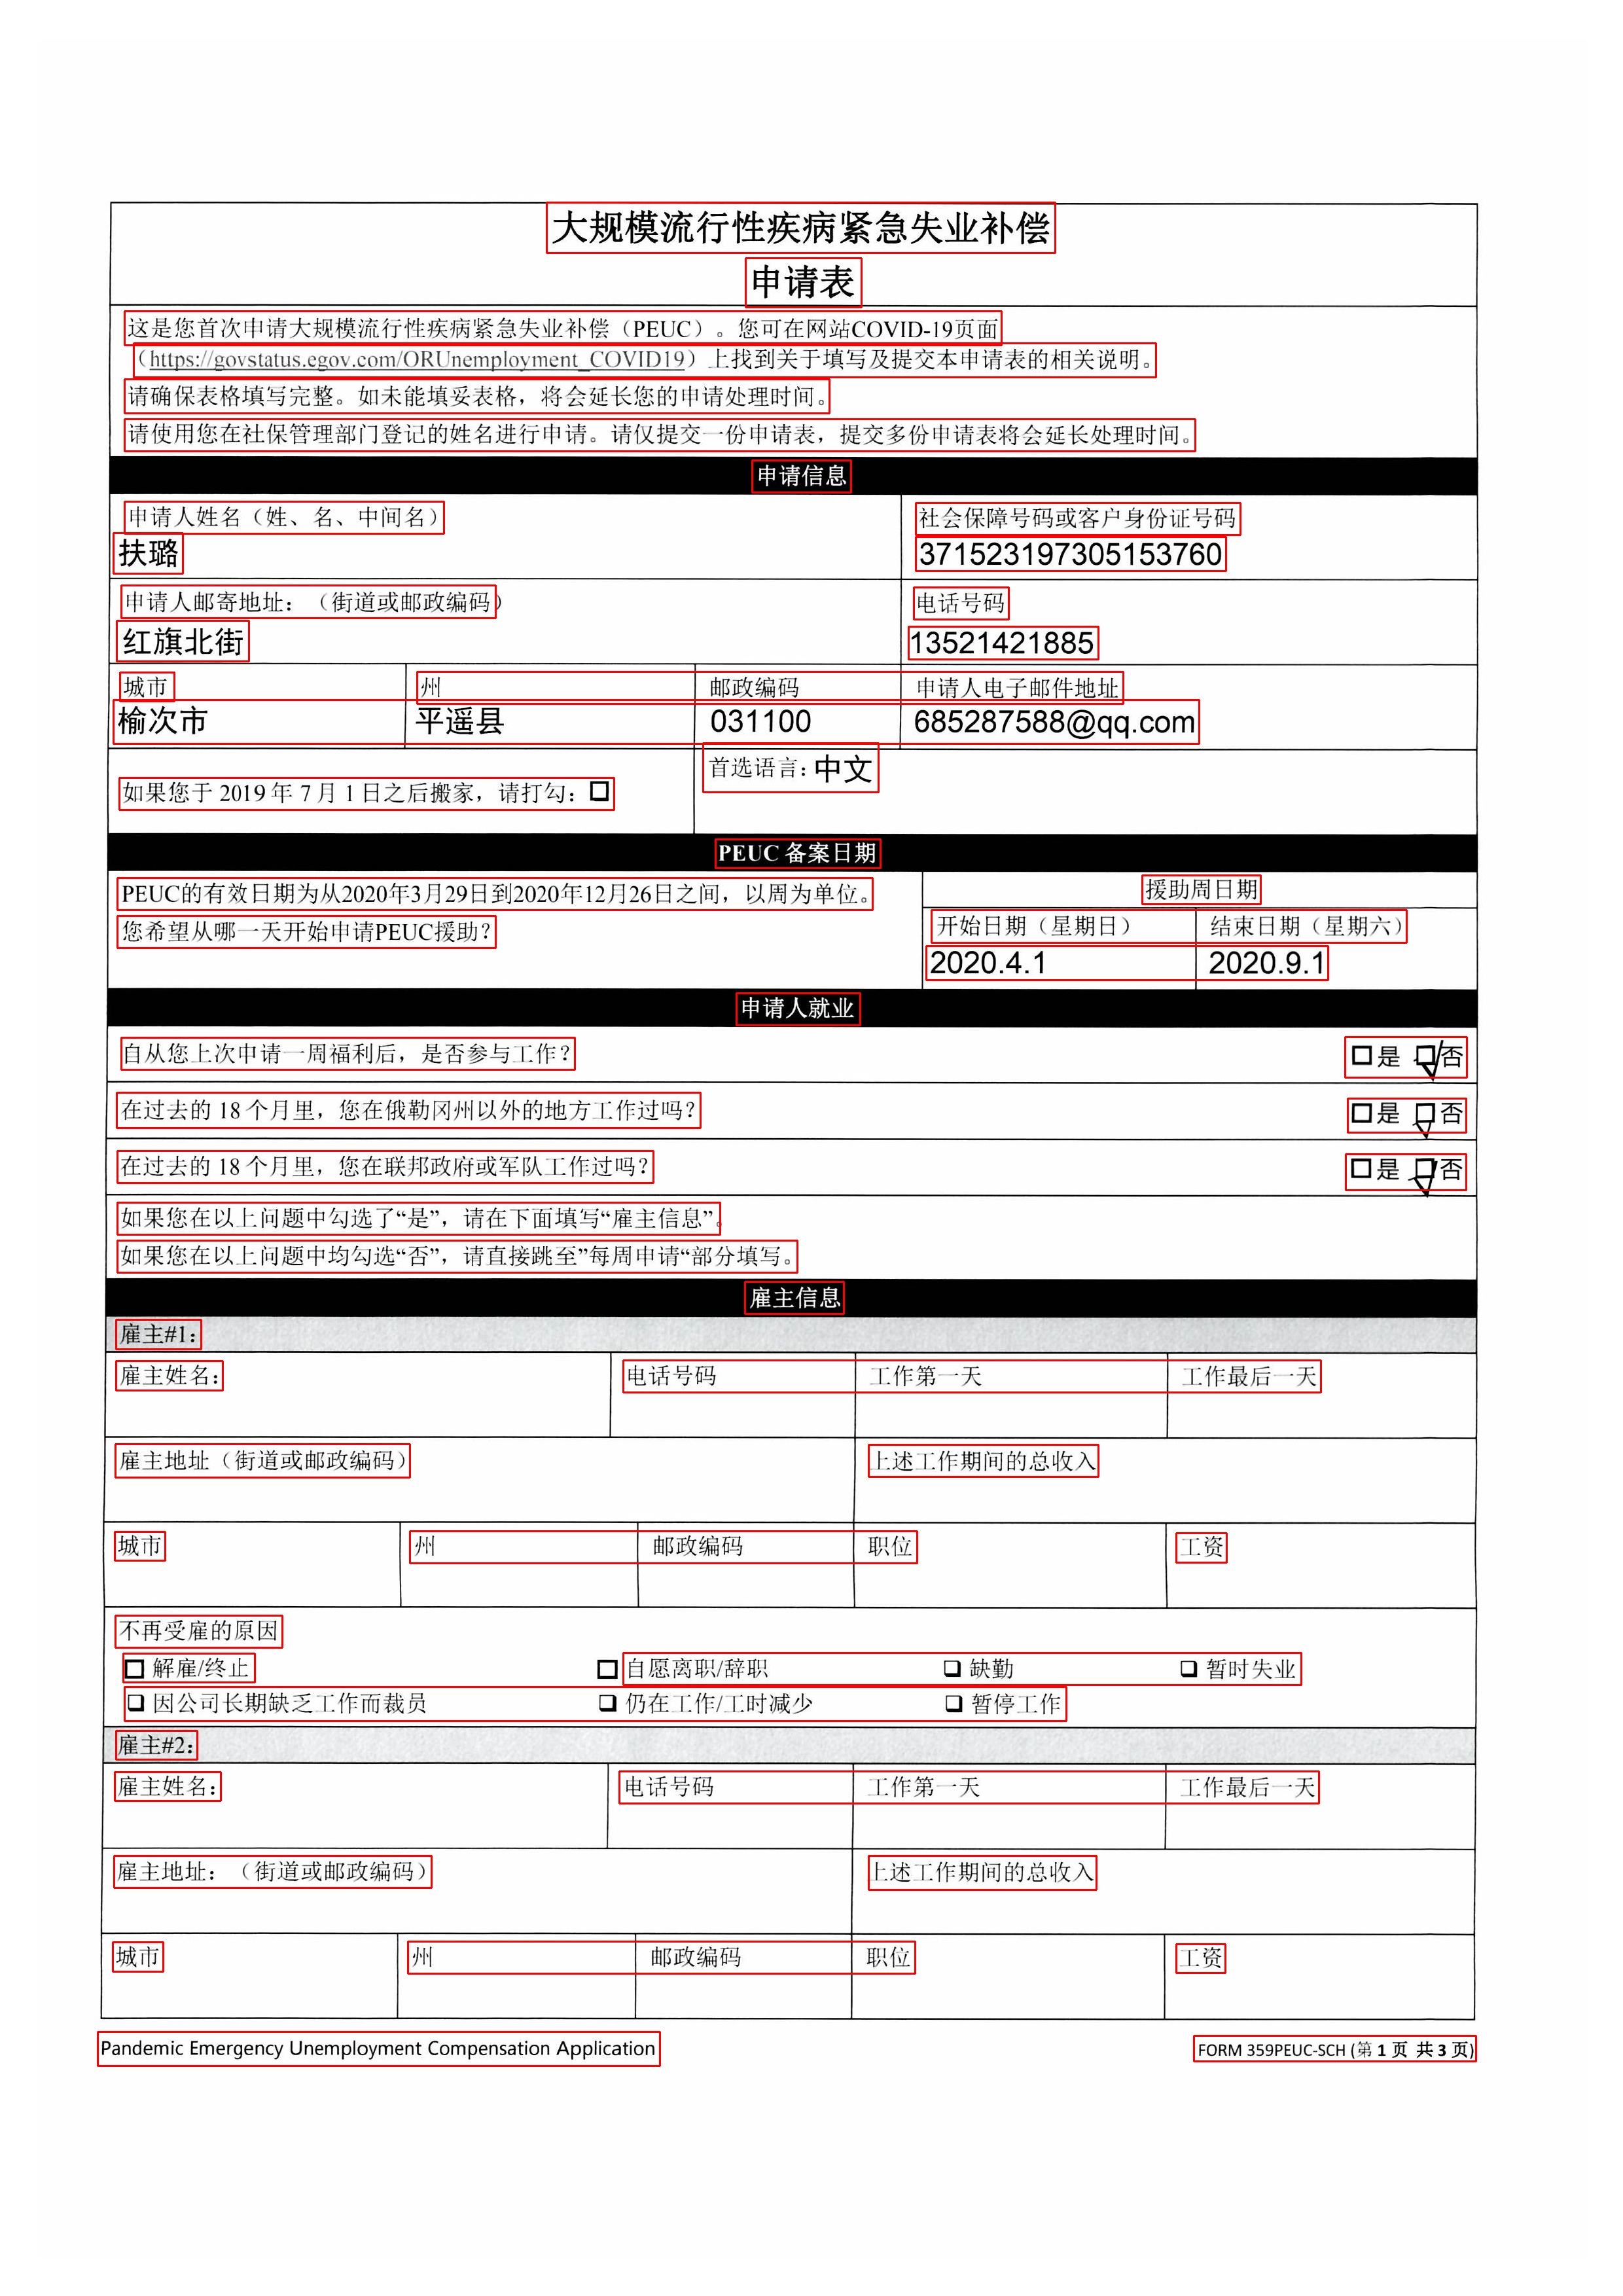 大规模流行性疾病紧急失业补偿
申请表
这是您首次申请大规模流行性疾病紧急失业补偿（PEUC）。您可在网站COVID-19页面
（https://govstatus.egov.com/ORUnemployment_COVID19）上找到关于填写及提交本申请表的相关说明。
请确保表格填写完整。如未能填妥表格，将会延长您的申请处理时间。
请使用您在社保管理部门登记的姓名进行申请。请仅提交一份申请表，提交多份申请表将会延长处理时间。
申请信息
申请人姓名（姓、名、中间名） 社会保障号码或客户身份证号码
扶璐 371523197305153760
申请人邮寄地址：（街道或邮政编码） 电话号码
红旗北街 13521421885
城市 州 邮政编码 申请人电子邮件地址
榆次市 平遥县 031100 685287588@qq.com
首选语言：中文
如果您于 2019 年 7 月 1 日之后搬家，请打勾：☐
PEUC 备案日期
PEUC的有效日期为从2020年3月29日到2020年12月26日之间，以周为单位。 援助周日期
您希望从哪一天开始申请PEUC援助？ 开始日期（星期日） 结束日期（星期六）
2020.4.1 2020.9.1
申请人就业
自从您上次申请一周福利后，是否参与工作？ ☐是 ☑否
在过去的 18 个月里，您在俄勒冈州以外的地方工作过吗？ ☐是 ☑否
在过去的 18 个月里，您在联邦政府或军队工作过吗？ ☐是 ☑否
如果您在以上问题中勾选了“是”，请在下面填写“雇主信息”。
如果您在以上问题中均勾选“否”，请直接跳至”每周申请“部分填写。
雇主信息
雇主#1：
雇主姓名： 电话号码 工作第一天 工作最后一天
雇主地址（街道或邮政编码） 上述工作期间的总收入
城市 州 邮政编码 职位 工资
不再受雇的原因
☐ 解雇/终止 ☐ 自愿离职/辞职 ☐ 缺勤 ☐ 暂时失业
☐ 因公司长期缺乏工作而裁员 ☐ 仍在工作/工时减少 ☐ 暂停工作
雇主#2：
雇主姓名： 电话号码 工作第一天 工作最后一天
雇主地址：（街道或邮政编码） 上述工作期间的总收入
城市 州 邮政编码 职位 工资
Pandemic Emergency Unemployment Compensation Application FORM 359PEUC-SCH (第 1 页 共 3 页)